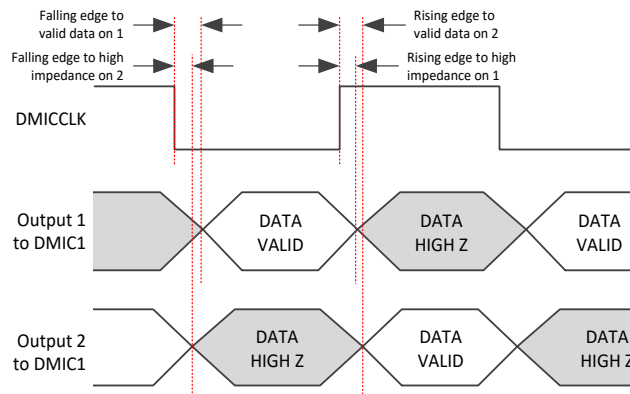 Falling edge to
valid data on 1
Rising edge to
valid data on 2
Falling edge to high
impedance on 2
Rising edge to high
impedance on 1
DMICCLK
Output 1
to DMIC1
DATA
VALID
DATA
HIGH Z
DATA
VALID
Output 2
to DMIC1
DATA
HIGH Z
DATA
VALID
DATA
HIGH Z